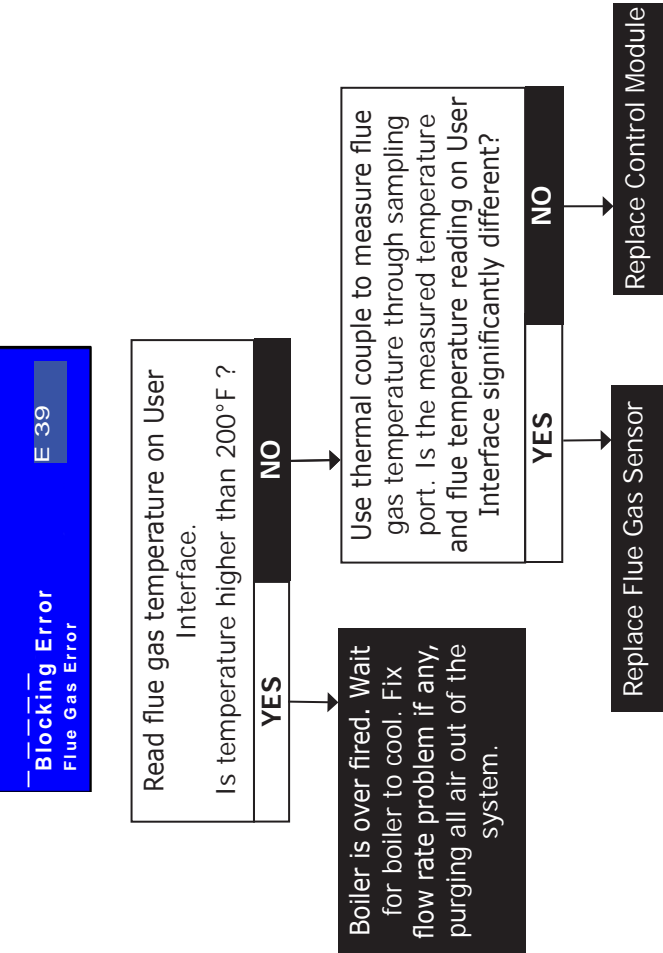 Blocking Error
Flue Gas Error
E 39
Read flue gas temperature on User
Interface.
Is temperature higher than 200°F ?
YES
NO
Boiler is over fired. Wait
for boiler to cool. Fix
flow rate problem if any,
purging all air out of the
system.
Use thermal couple to measure flue
gas temperature through sampling
port. Is the measured temperature
and flue temperature reading on User
Interface significantly different?
YES
NO
Replace Flue Gas Sensor
Replace Control Module